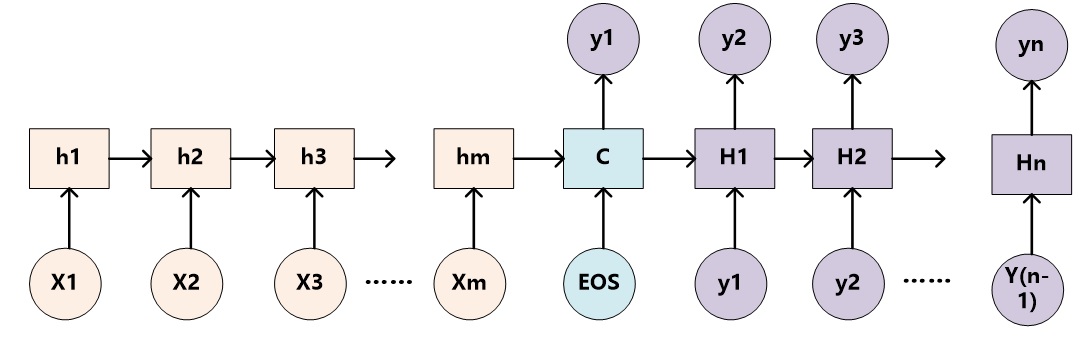 y1 y2 y3 yn
h1 h2 h3 hm C H1 H2 Hn
X1 X2 X3 ...... Xm EOS y1 y2 ...... Y(n-
1)